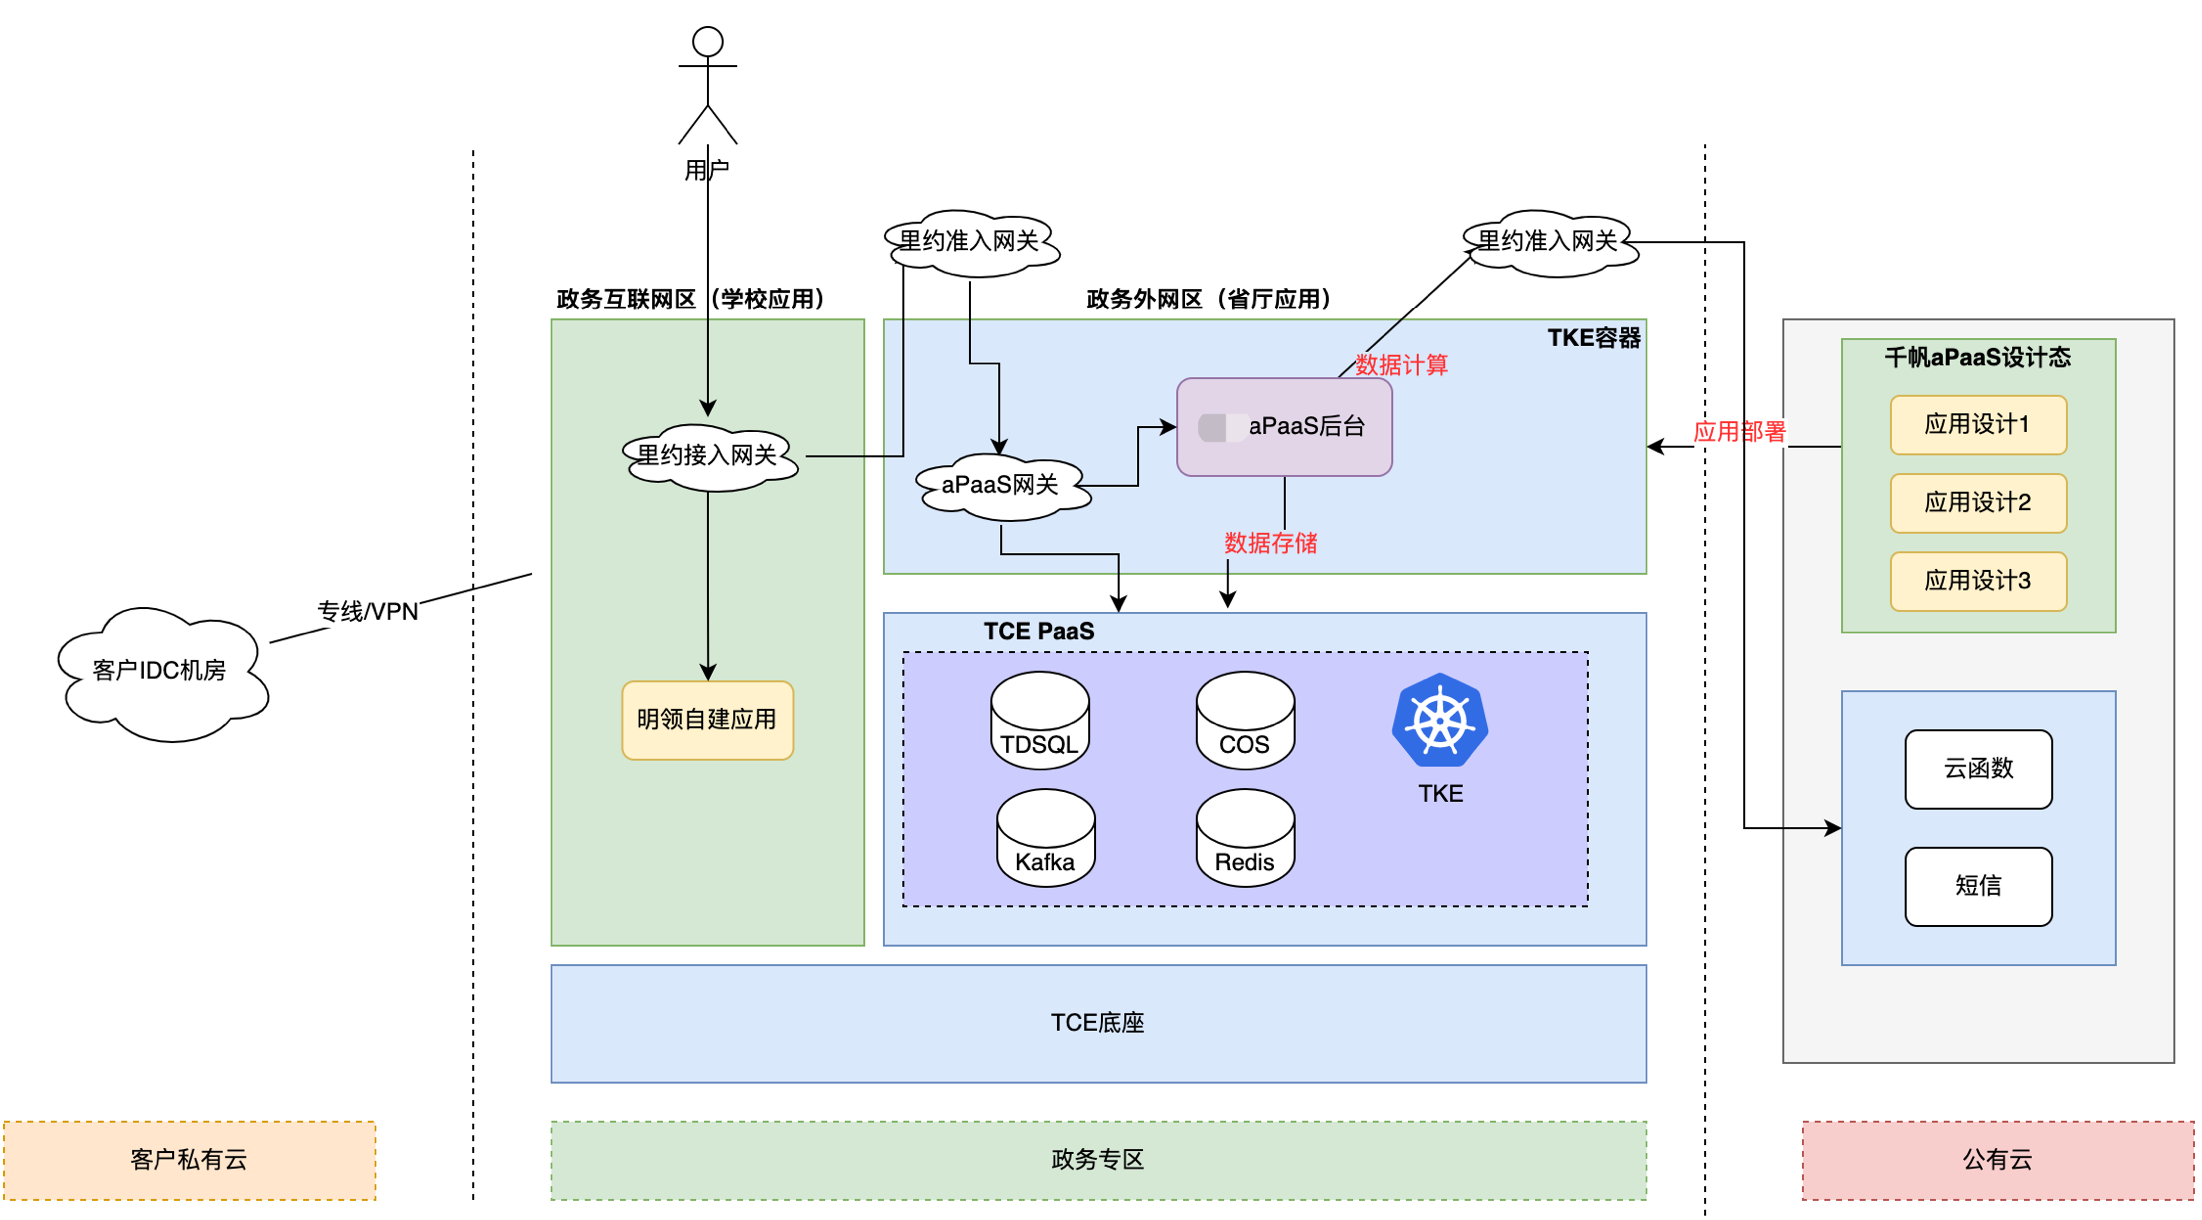 用户
里约准入网关
里约准入网关
政务互联网区（学校应用）
政务外网区（省厅应用）
TKE容器
千帆aPaaS设计态
数据计算
里约接入网关
aPaaS网关
aPaaS后台
应用部署
应用设计1
应用设计2
应用设计3
数据存储
专线/VPN
客户IDC机房
TCE PaaS
明领自建应用
TDSQL
COS
TKE
Kafka
Redis
云函数
短信
TCE底座
客户私有云
政务专区
公有云